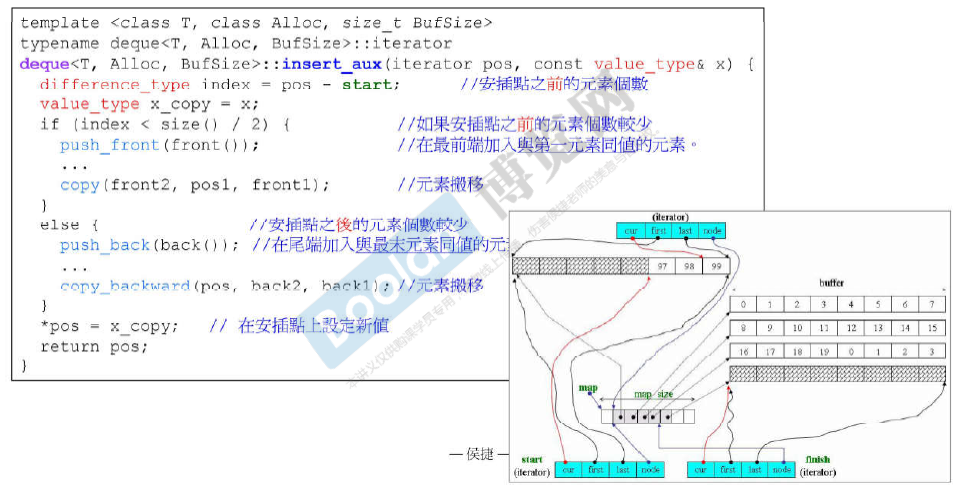 template <class T, class Alloc, size_t BufSize>
typename deque<T, Alloc, BufSize>::iterator
deque<T, Alloc, BufSize>::insert_aux(iterator pos, const value_type& x) {
difference_type index = pos - start; //安插點之前的元素個數
value_type x_copy = x;
if (index < size() / 2) { //如果安插點之前的元素個數較少
push_front(front()); //在最前端加入與第一元素同值的元素。
...
copy(front2, pos1, front1); //元素搬移
}
else { //安插點之後的元素個數較少
push_back(back()); //在尾端加入與最末元素同值的元
...
copy_backward(pos, back2, back1); //元素搬移
}
*pos = x_copy; // 在安插點上設定新值
return pos;
}
(iterator)
cur first last node
97 98 99
buffer
0 1 2 3 4 5 6 7
8 9 10 11 12 13 14 15
16 17 18 19 0 1 2 3
map
map size
start
(iterator)
cur first last node
cur first last node
finish
(iterator)
— 侯捷 —
Boolan
博览网